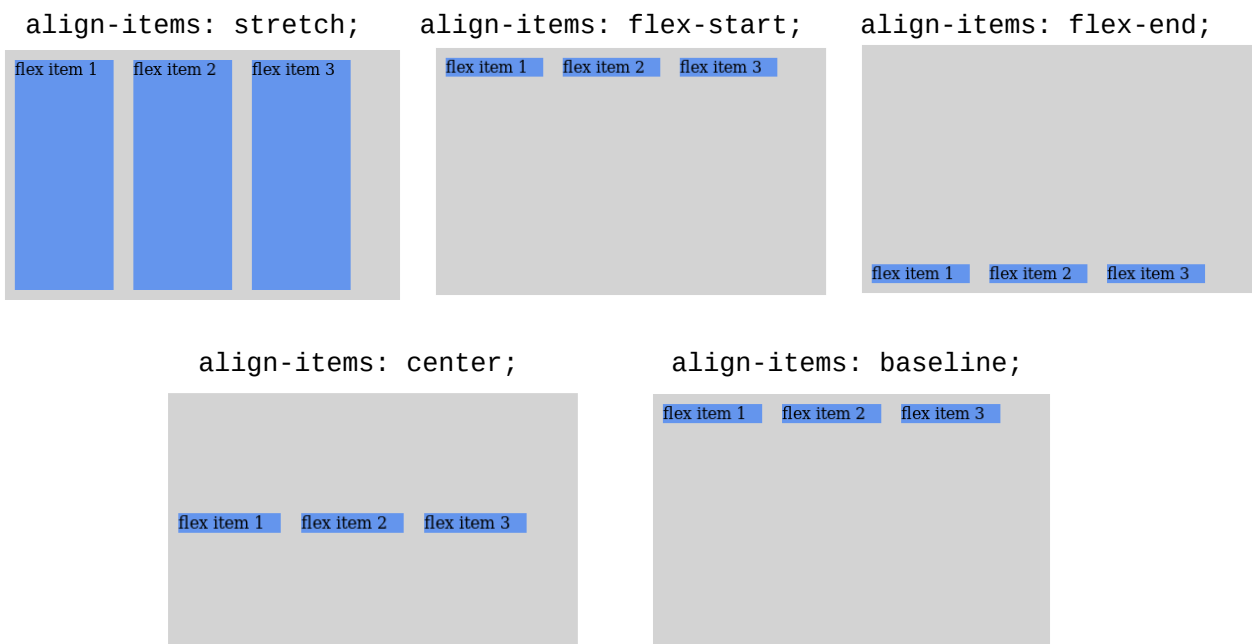 align-items: stretch; align-items: flex-start; align-items: flex-end;
flex item 1 flex item 2 flex item 3
flex item 1 flex item 2 flex item 3
flex item 1 flex item 2 flex item 3
align-items: center; align-items: baseline;
flex item 1 flex item 2 flex item 3
flex item 1 flex item 2 flex item 3